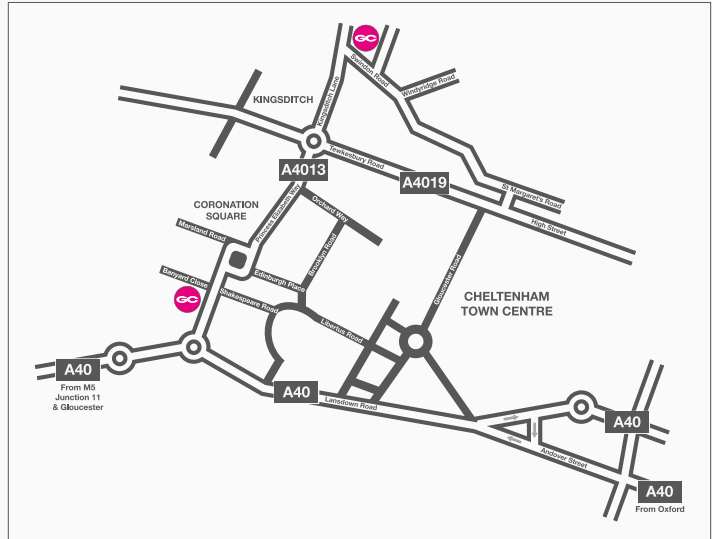 GC
Swindon Road
Windyridge Road
KINGSDITCH
Kingsditch Lane
Tewkesbury Road
A4013
A4019
St Margaret's Road
High Street
CORONATION
SQUARE
Princess Elizabeth Way
Orchard Way
Marsland Road
Brooklyn Road
Gloucester Road
Banyard Close
Edinburgh Place
GC
Shakespeare Road
CHELTENHAM
TOWN CENTRE
Libertus Road
A40
From M5
Junction 11
& Gloucester
A40
Lansdown Road
A40
Andover Street
A40
From Oxford